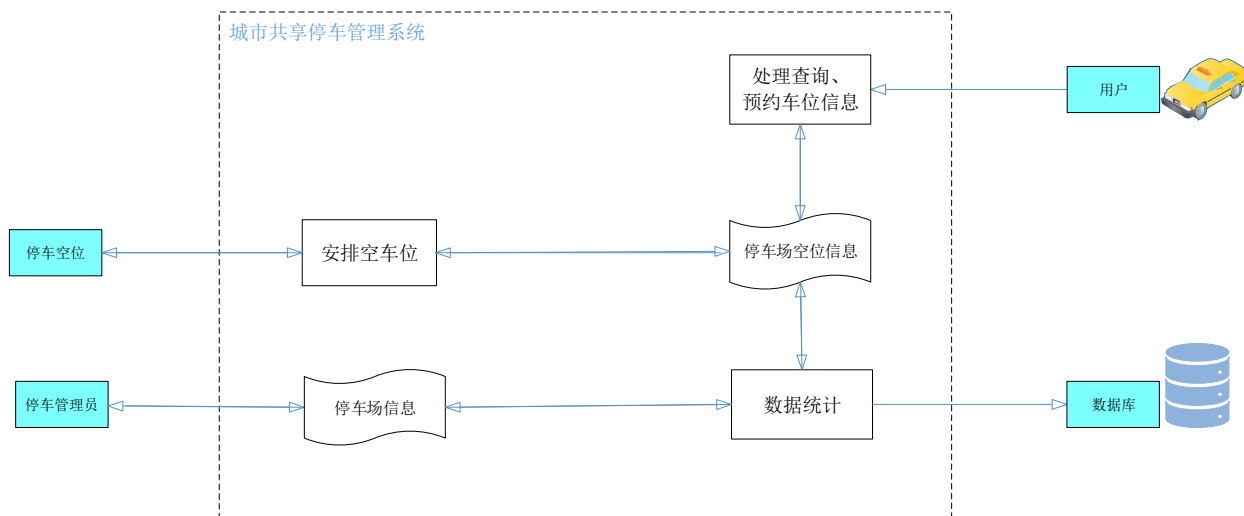 城市共享停车管理系统
处理查询、
预约车位信息
用户
停车空位
安排空车位
停车场空位信息
停车管理员
停车场信息
数据统计
数据库